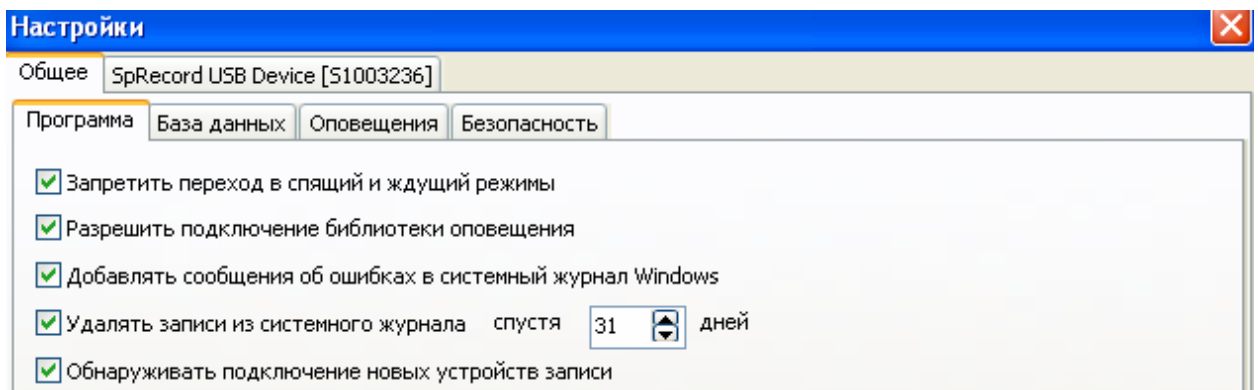 Настройки
Общее SpRecord USB Device [S1003236]
Программа База данных Оповещения Безопасность
Запретить переход в спящий и ждущий режимы
Разрешить подключение библиотеки оповещения
Добавлять сообщения об ошибках в системный журнал Windows
Удалять записи из системного журнала спустя 31 дней
Обнаруживать подключение новых устройств записи